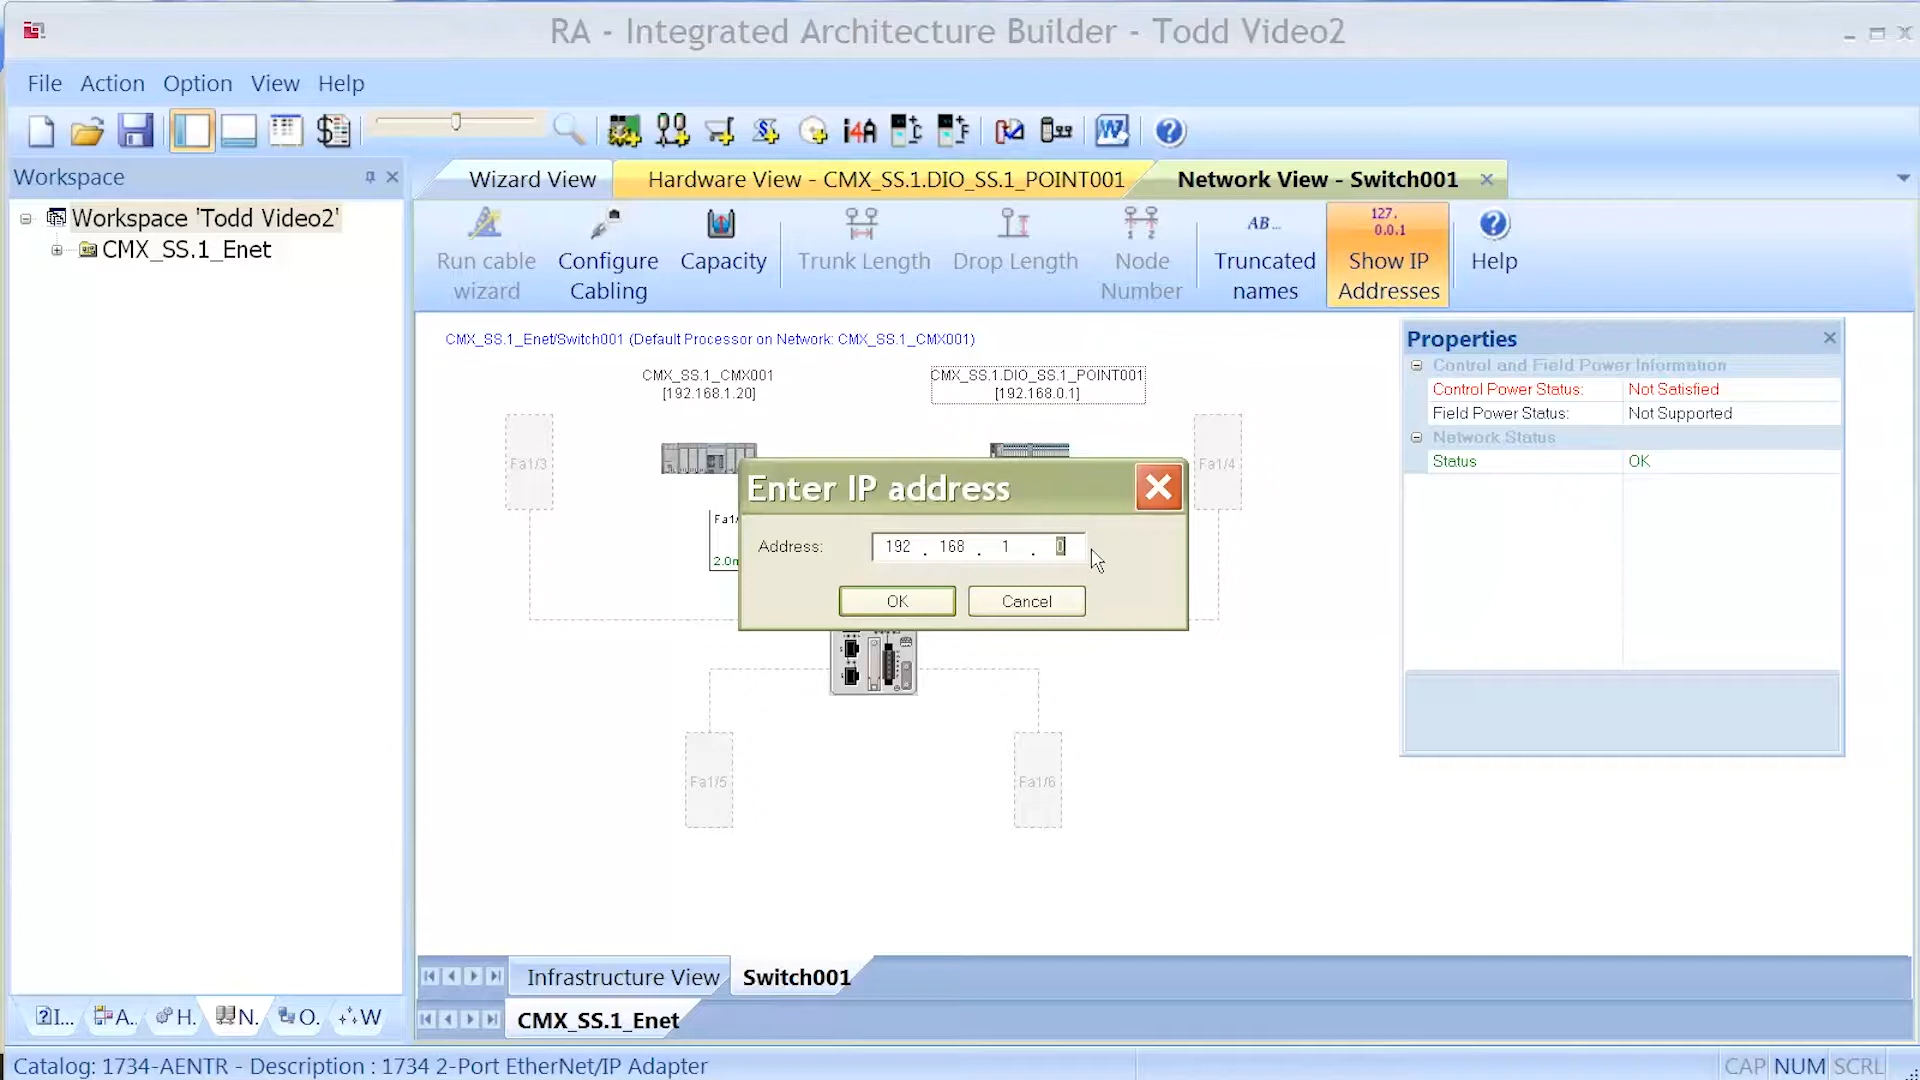 RA - Integrated Architecture Builder - Todd Video2
File Action Option View Help
Workspace
Workspace 'Todd Video2'
CMX_SS.1_Enet
Wizard View
Hardware View - CMX_SS.1.DIO_SS.1_POINT001
Network View - Switch001
Run cable wizard
Configure Cabling
Capacity
Trunk Length
Drop Length
Node Number
AB...
Truncated names
127.
0.0.1
Show IP Addresses
Help
CMX_SS.1_Enet/Switch001 (Default Processor on Network: CMX_SS.1_CMX001)
CMX_SS.1_CMX001
[192.168.1.20]
CMX_SS.1.DIO_SS.1_POINT001
[192.168.0.1]
Fa1/3
Fa1/4
Fa1/
2.0m
Enter IP address
Address: 192 . 168 . 1 . 0
OK Cancel
Fa1/5
Fa1/6
Properties
Control and Field Power Information
Control Power Status: Not Satisfied
Field Power Status: Not Supported
Network Status
Status OK
Infrastructure View
Switch001
CMX_SS.1_Enet
I... A.. H. N. O. W
Catalog: 1734-AENTR - Description : 1734 2-Port EtherNet/IP Adapter
CAP NUM SCRL